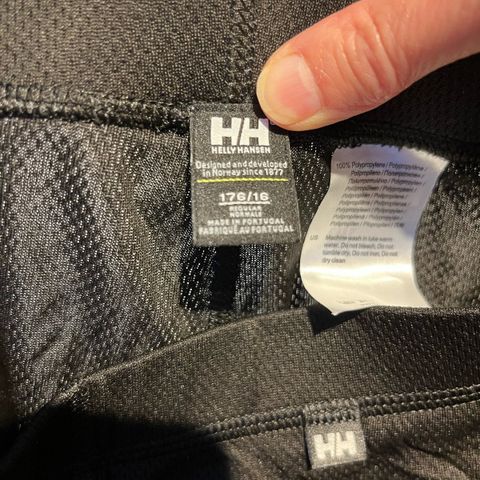 HH
HELLY HANSEN
Designed and developed
in Norway since 1877
176/16
NORMALE
MADE IN PORTUGAL
FABRIQUÉ AU PORTUGAL
100% Polypropylene / Polypropylène
US Machine wash in luke warm
water. Do not bleach. Do not
tumble dry. Do not iron. Do not
dry clean
HH